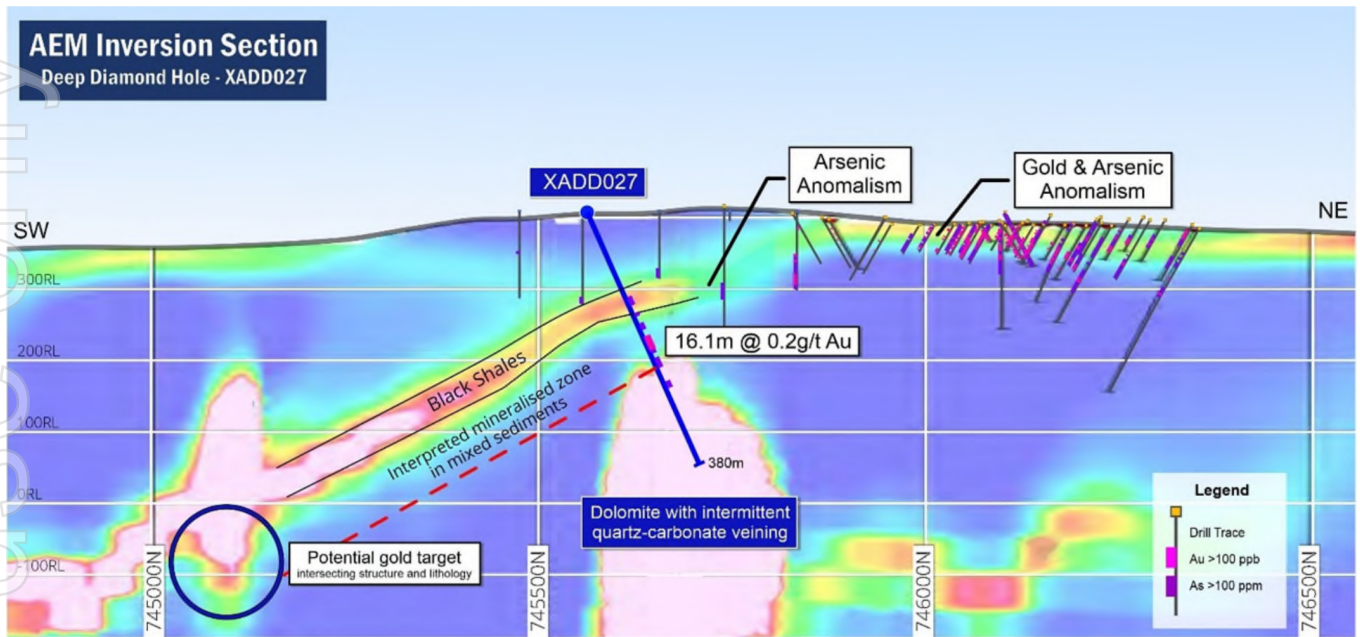 AEM Inversion Section
Deep Diamond Hole - XADD027
XADD027
Arsenic
Anomalism
Gold & Arsenic
Anomalism
SW
NE
300RL
16.1m @ 0.2g/t Au
200RL
Black Shales
Interpreted mineralised zone
in mixed sediments
100RL
380m
0RL
Dolomite with intermittent
quartz-carbonate veining
Potential gold target
intersecting structure and lithology
-100RL
Legend
Drill Trace
Au >100 ppb
As >100 ppm
745000N
745500N
746000N
746500N